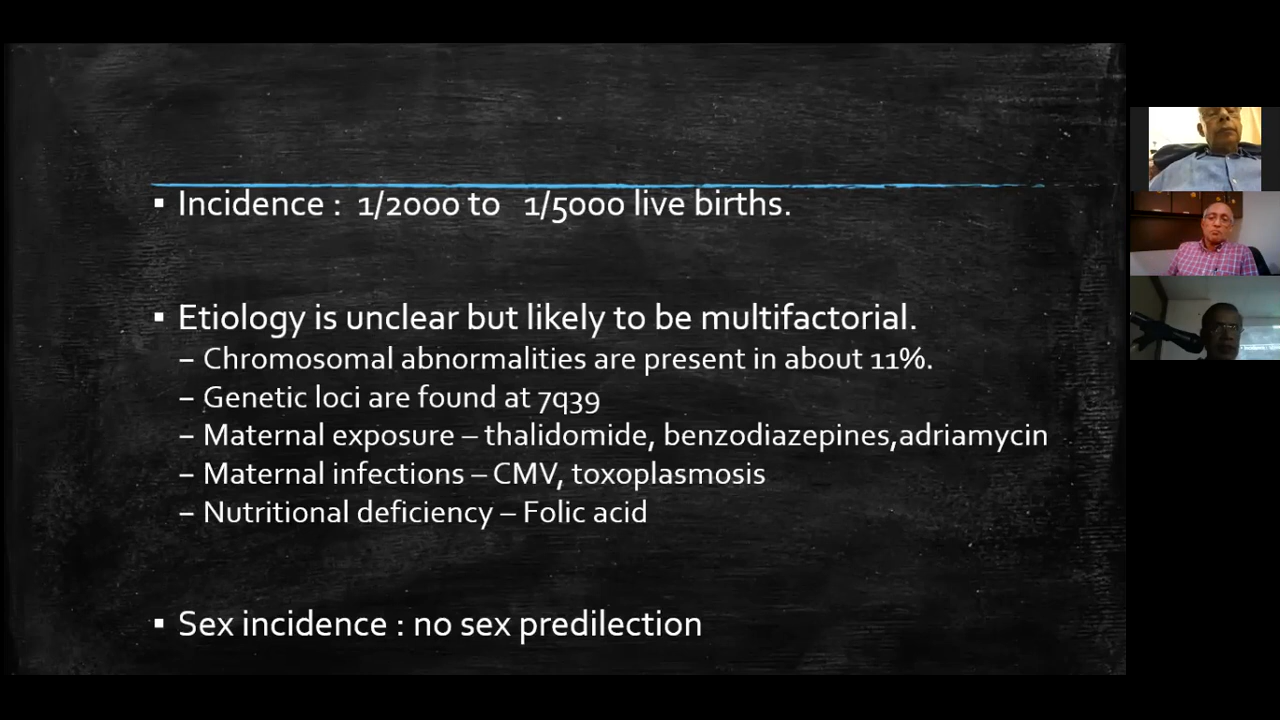 ▪ Incidence : 1/2000 to 1/5000 live births.
▪ Etiology is unclear but likely to be multifactorial.
– Chromosomal abnormalities are present in about 11%.
– Genetic loci are found at 7q39
– Maternal exposure – thalidomide, benzodiazepines,adriamycin
– Maternal infections – CMV, toxoplasmosis
– Nutritional deficiency – Folic acid
▪ Sex incidence : no sex predilection